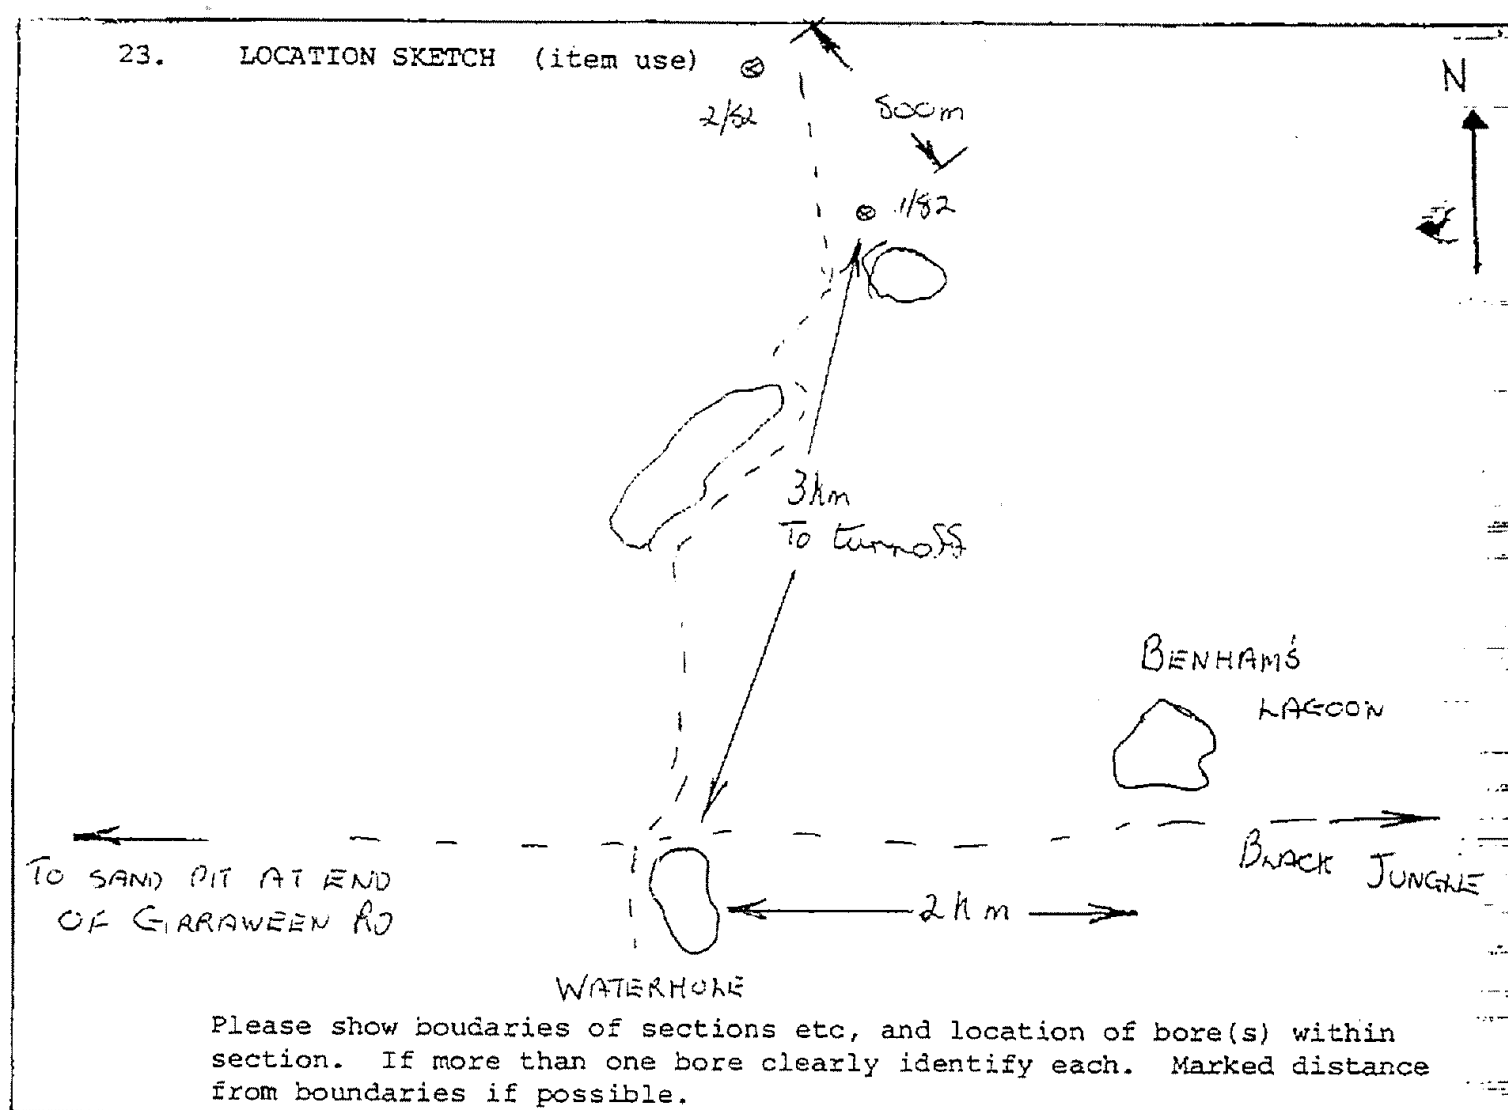 23. LOCATION SKETCH (item use)
N
2/82
500m
1/82
3km
To turnoff
BENHAM'S
LAGOON
BLACK JUNGLE
TO SAND PIT AT END
OF GIRRAWEEN RD
2km
WATERHOLE
Please show boudaries of sections etc, and location of bore(s) within
section. If more than one bore clearly identify each. Marked distance
from boundaries if possible.